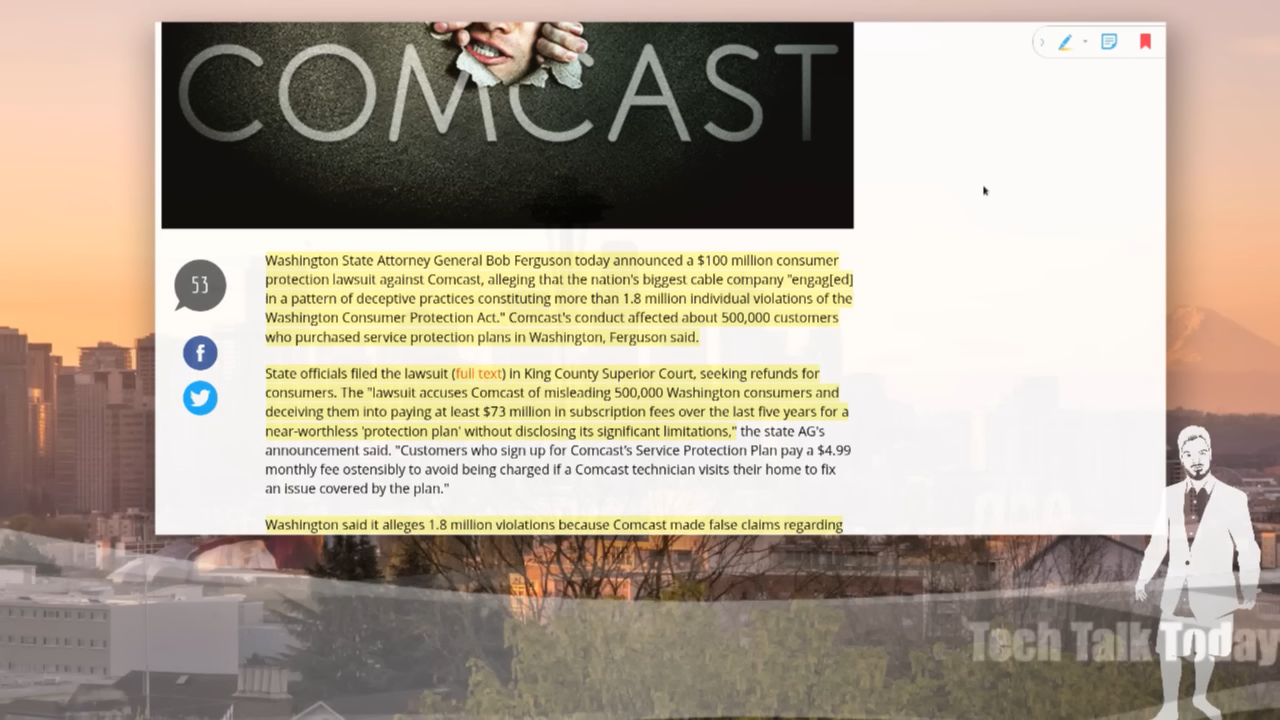 COMCAST
53
Washington State Attorney General Bob Ferguson today announced a $100 million consumer
protection lawsuit against Comcast, alleging that the nation's biggest cable company "engag[ed]
in a pattern of deceptive practices constituting more than 1.8 million individual violations of the
Washington Consumer Protection Act." Comcast's conduct affected about 500,000 customers
who purchased service protection plans in Washington, Ferguson said.
State officials filed the lawsuit (full text) in King County Superior Court, seeking refunds for
consumers. The "lawsuit accuses Comcast of misleading 500,000 Washington consumers and
deceiving them into paying at least $73 million in subscription fees over the last five years for a
near-worthless 'protection plan' without disclosing its significant limitations," the state AG's
announcement said. "Customers who sign up for Comcast's Service Protection Plan pay a $4.99
monthly fee ostensibly to avoid being charged if a Comcast technician visits their home to fix
an issue covered by the plan."
Washington said it alleges 1.8 million violations because Comcast made false claims regarding
Tech Talk Today